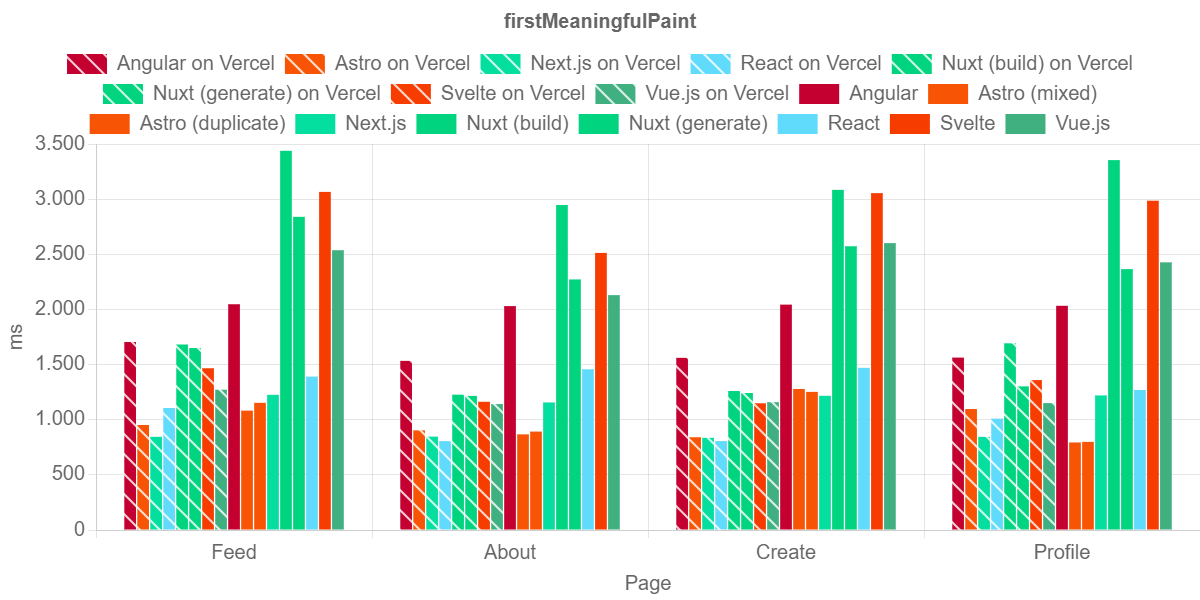 firstMeaningfulPaint
Angular on Vercel Astro on Vercel Next.js on Vercel React on Vercel Nuxt (build) on Vercel
Nuxt (generate) on Vercel Svelte on Vercel Vue.js on Vercel Angular Astro (mixed)
Astro (duplicate) Next.js Nuxt (build) Nuxt (generate) React Svelte Vue.js
3.500
3.000
2.500
2.000
1.500
1.000
500
0
ms
Feed About Create Profile
Page